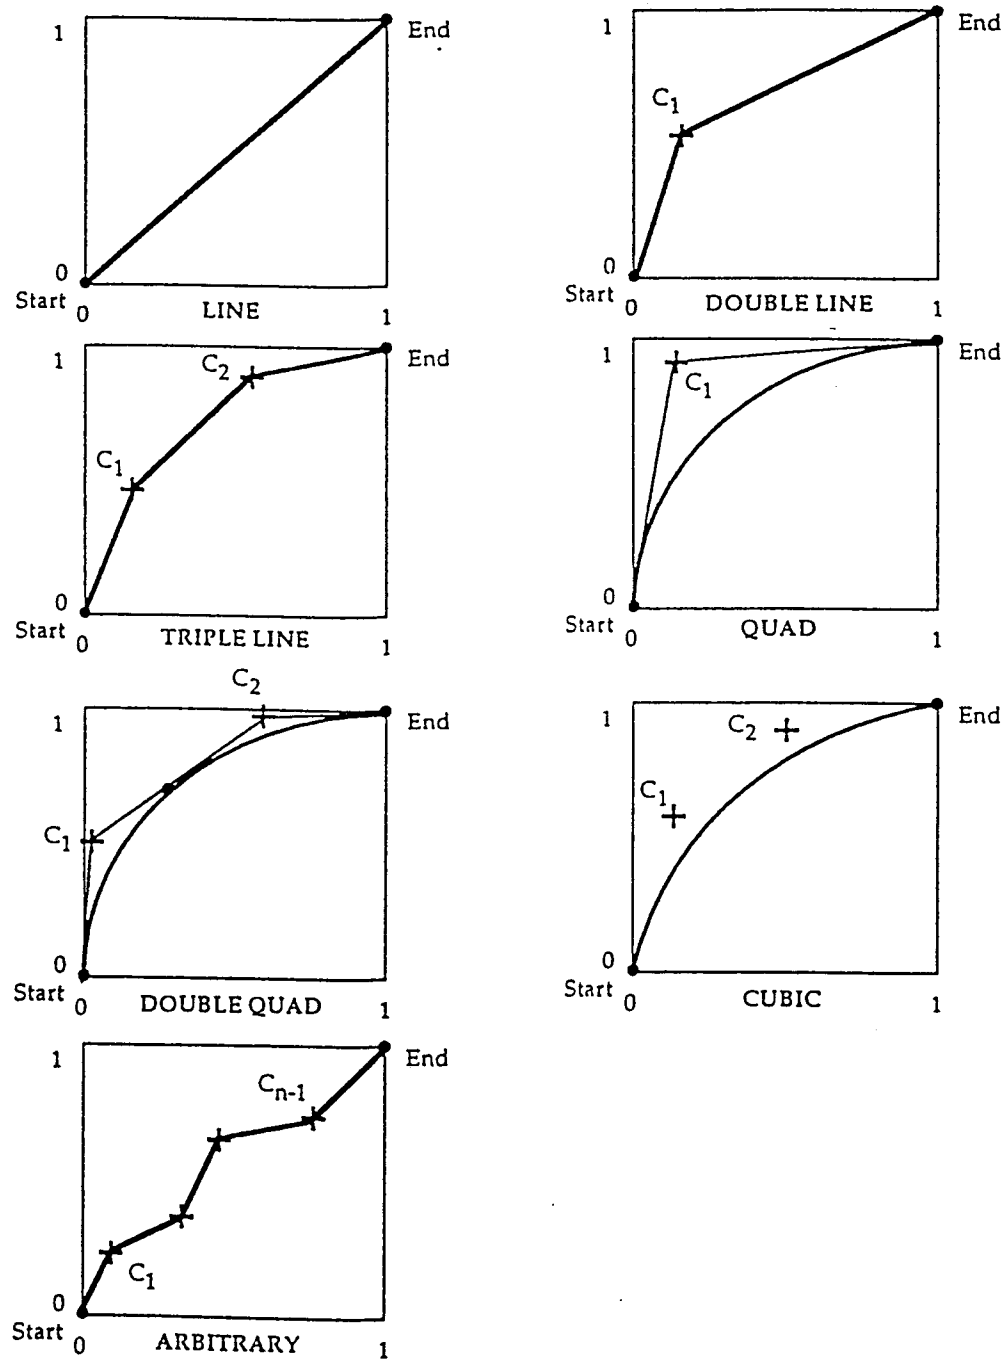 1 End
0
Start 0 LINE 1
1 End
C1
0
Start 0 DOUBLE LINE 1
1 C2 End
C1
0
Start 0 TRIPLE LINE 1
1 End
C1
0
Start 0 QUAD 1
C2
1 End
C1
0
Start 0 DOUBLE QUAD 1
1 C2 End
C1
0
Start 0 CUBIC 1
1 End
Cn-1
C1
0
Start 0 ARBITRARY 1